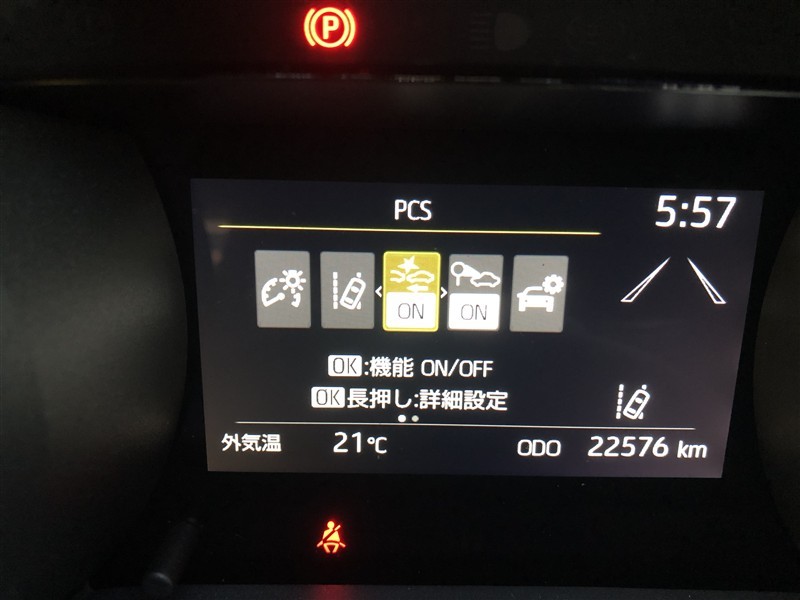 P
PCS
5:57
ON
ON
OK:機能 ON/OFF
OK長押し:詳細設定
外気温 21℃ ODO 22576 km